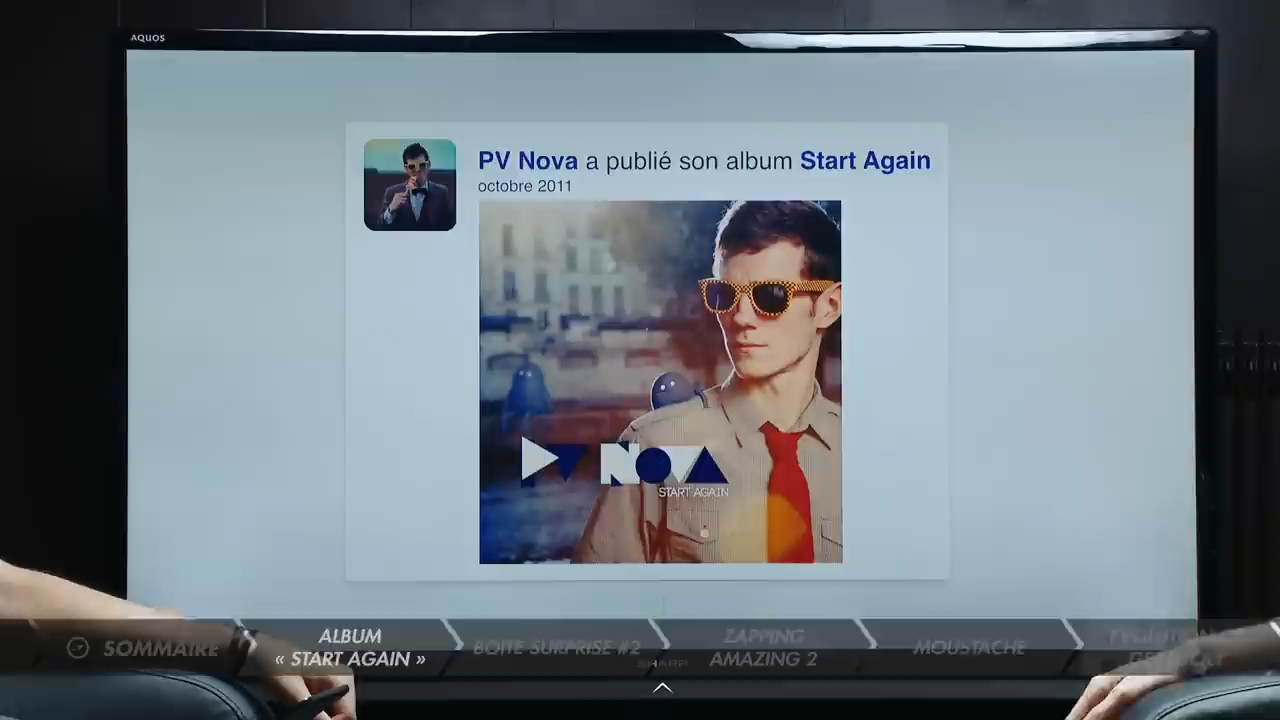 AQUOS
PV Nova a publié son album Start Again
octobre 2011
PV NOVA
START AGAIN
SOMMAIRE
ALBUM
« START AGAIN »
BOITE SURPRISE #2
ZAPPING
AMAZING 2
MOUSTACHE
SHARP